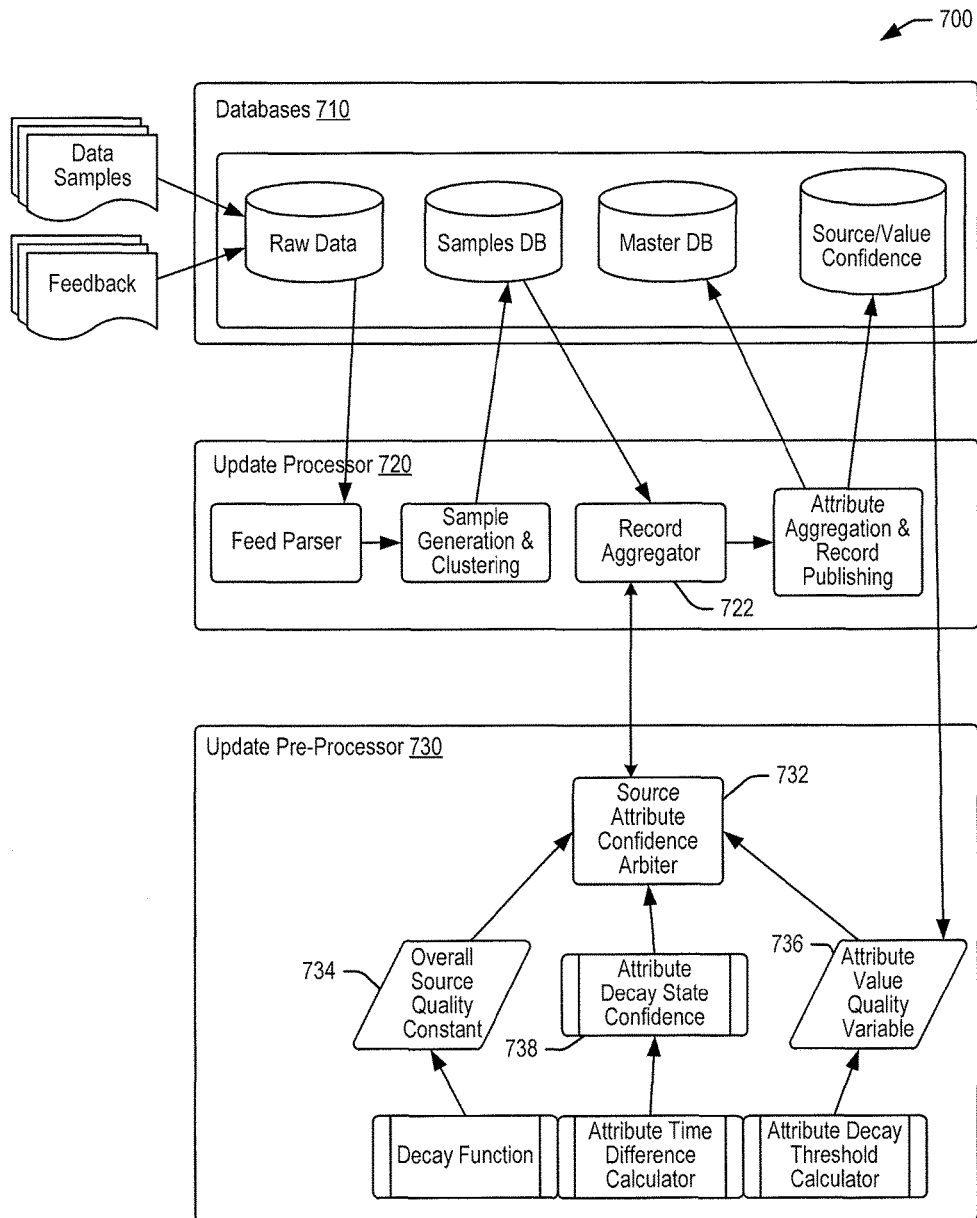 700
Databases 710
Data
Samples
Feedback
Raw Data
Samples DB
Master DB
Source/Value
Confidence
Update Processor 720
Feed Parser
Sample
Generation &
Clustering
Record
Aggregator
722
Attribute
Aggregation &
Record
Publishing
Update Pre-Processor 730
Source
Attribute
Confidence
Arbiter
732
734
Overall
Source
Quality
Constant
Attribute
Decay State
Confidence
738
736
Attribute
Value
Quality
Variable
Decay Function
Attribute Time
Difference
Calculator
Attribute Decay
Threshold
Calculator